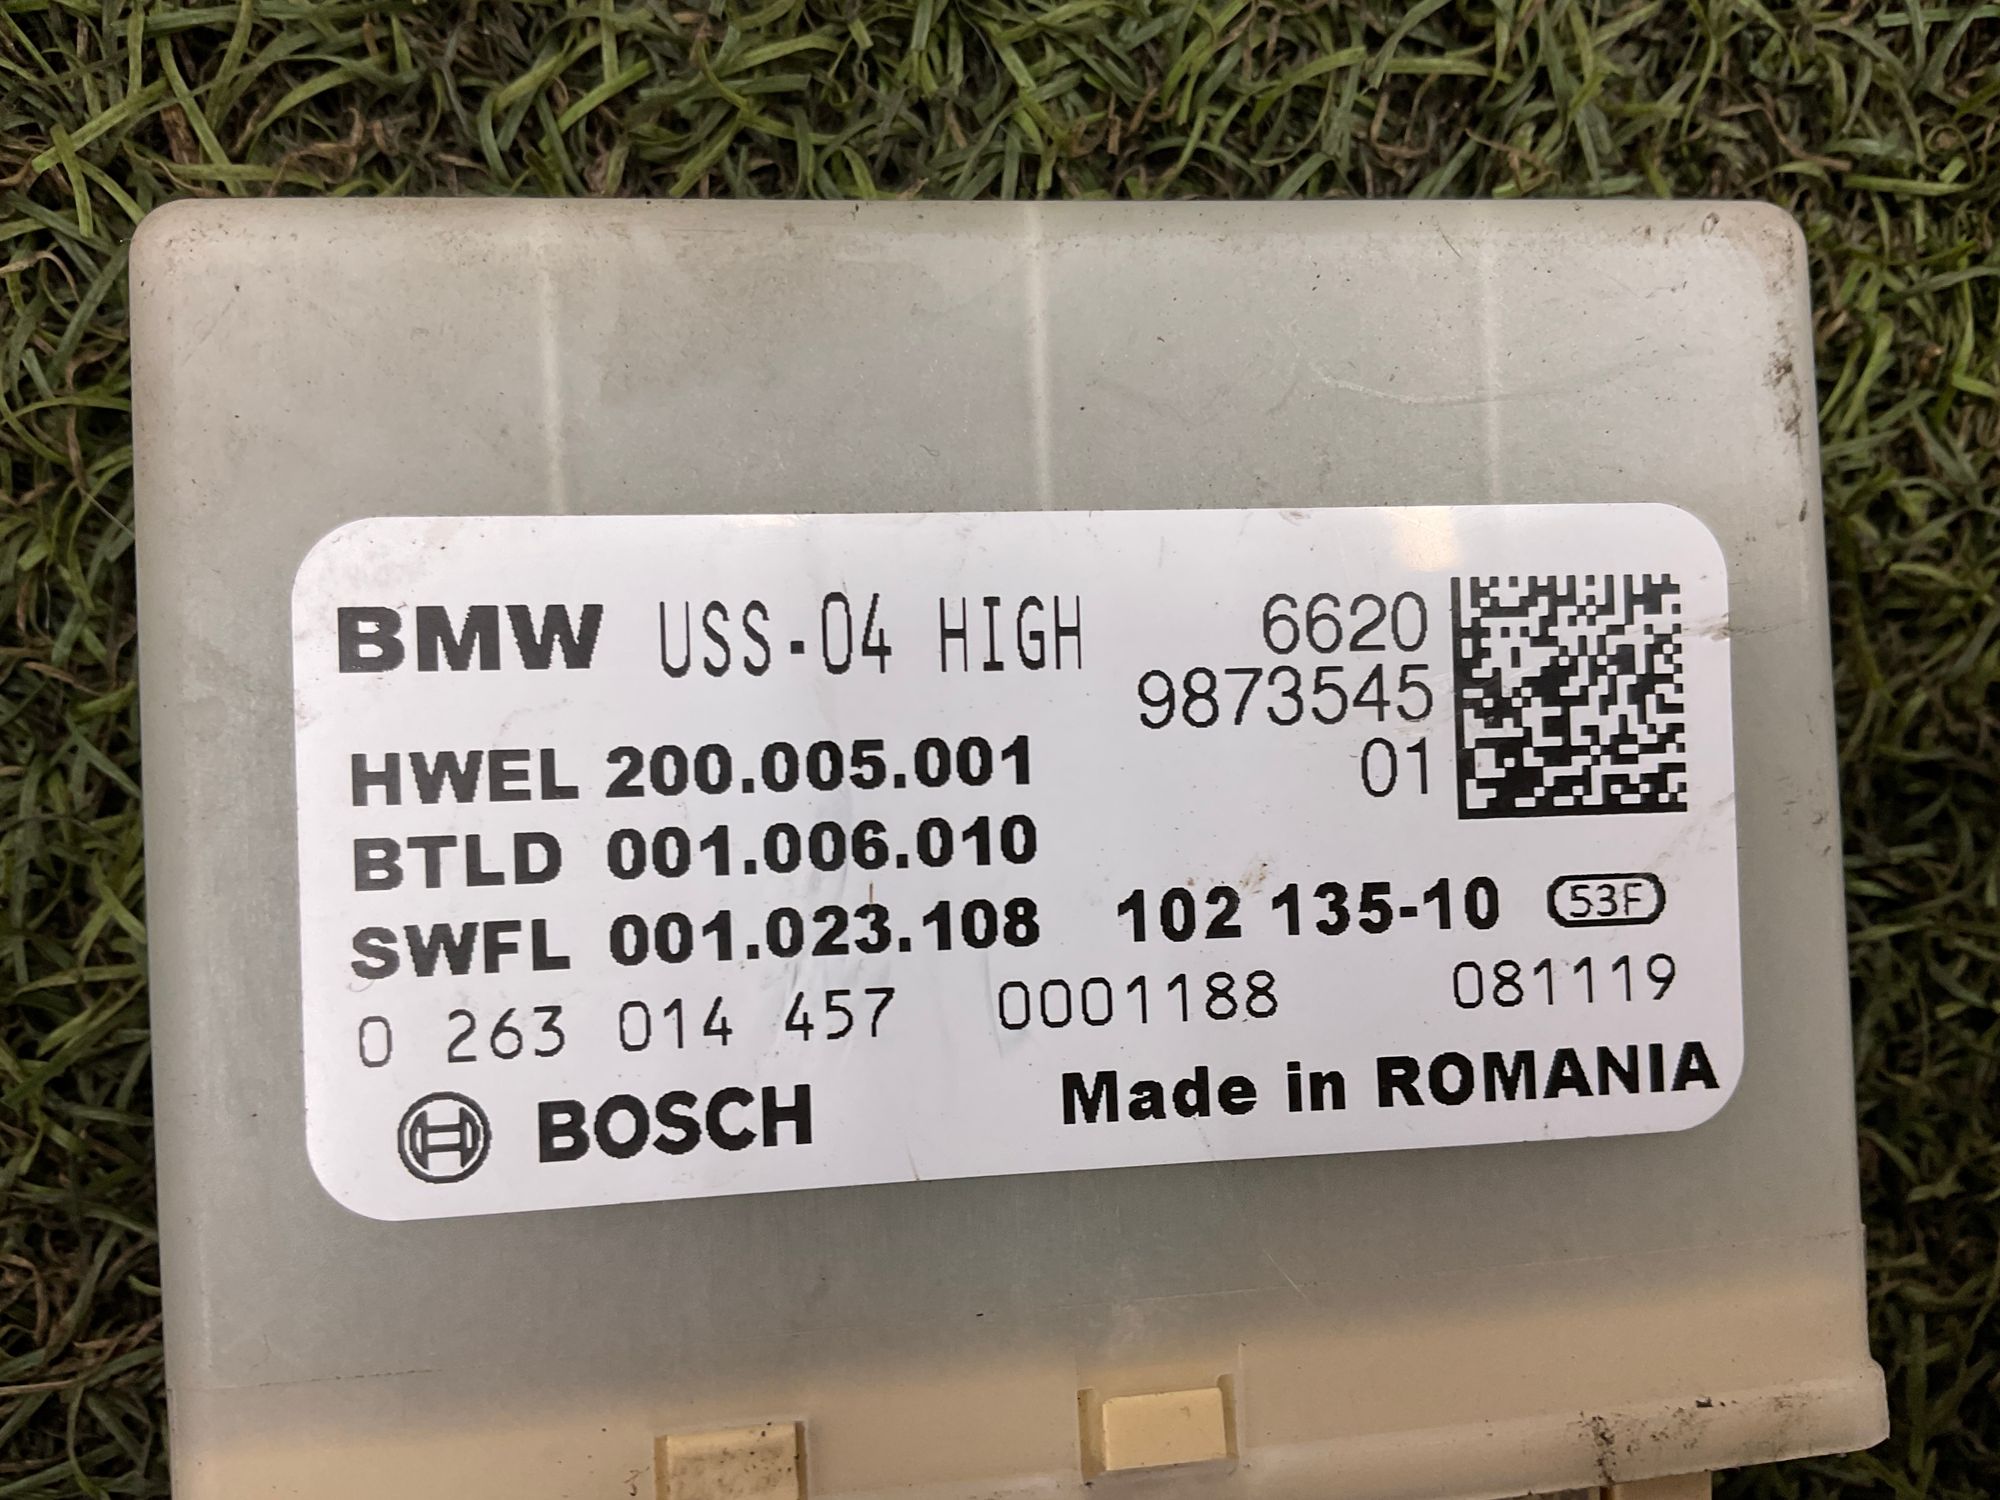 BMW USS-04 HIGH 6620
9873545
01
HWEL 200.005.001
BTLD 001.006.010
SWFL 001.023.108 102 135-10 53F
0 263 014 457 0001188 081119
BOSCH Made in ROMANIA